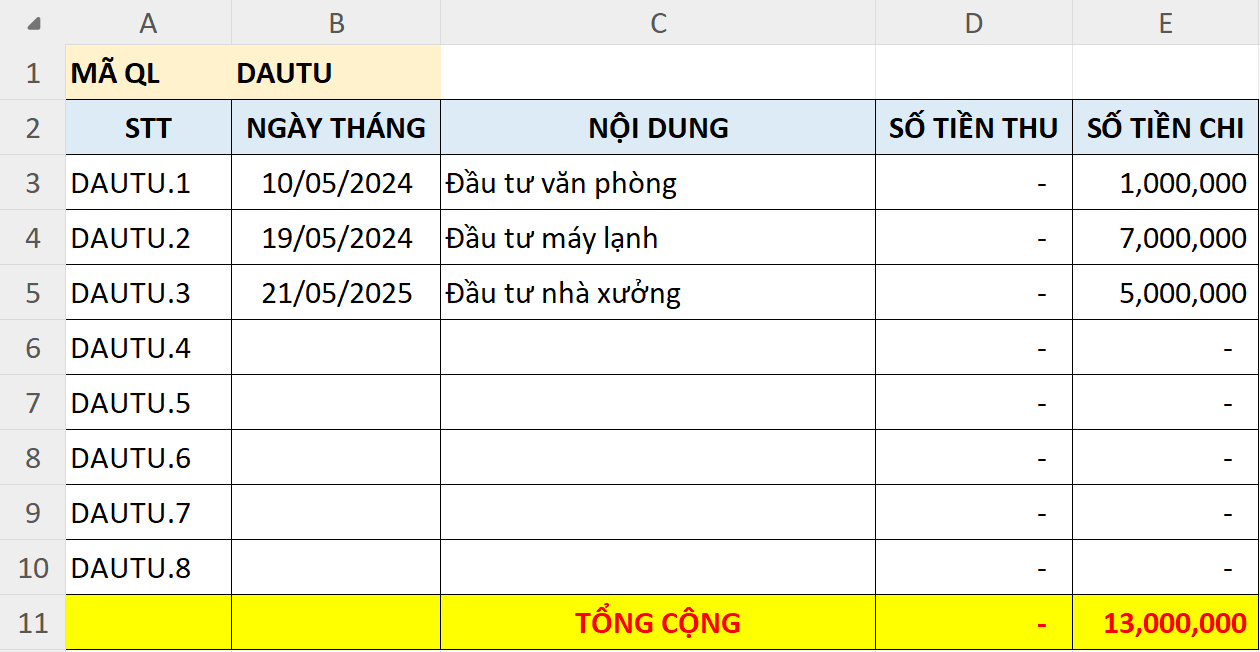 A B C D E
1 MÃ QL DAUTU
2 STT NGÀY THÁNG NỘI DUNG SỐ TIỀN THU SỐ TIỀN CHI
3 DAUTU.1 10/05/2024 Đầu tư văn phòng - 1,000,000
4 DAUTU.2 19/05/2024 Đầu tư máy lạnh - 7,000,000
5 DAUTU.3 21/05/2025 Đầu tư nhà xưởng - 5,000,000
6 DAUTU.4 - -
7 DAUTU.5 - -
8 DAUTU.6 - -
9 DAUTU.7 - -
10 DAUTU.8 - -
11 TỔNG CỘNG - 13,000,000